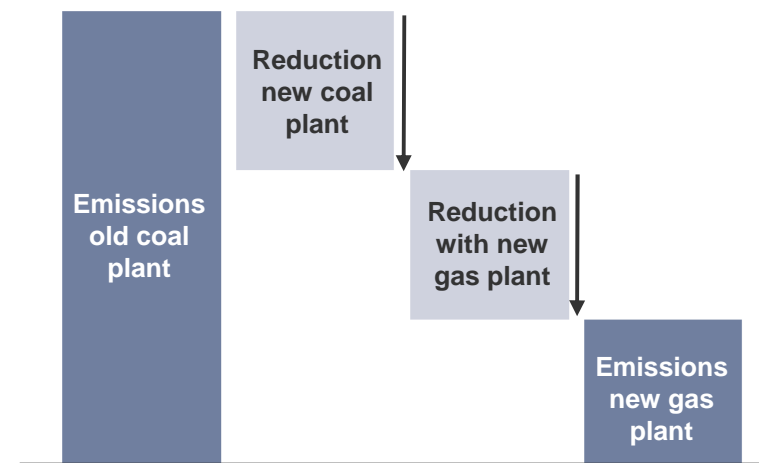 Emissions
old coal
plant
Reduction
new coal
plant
Reduction
with new
gas plant
Emissions
new gas
plant